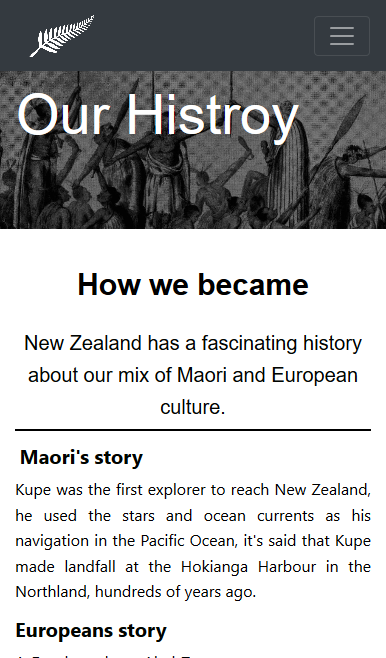 Our Histroy
How we became
New Zealand has a fascinating history
about our mix of Maori and European
culture.
Maori's story
Kupe was the first explorer to reach New Zealand,
he used the stars and ocean currents as his
navigation in the Pacific Ocean, it's said that Kupe
made landfall at the Hokianga Harbour in the
Northland, hundreds of years ago.
Europeans story